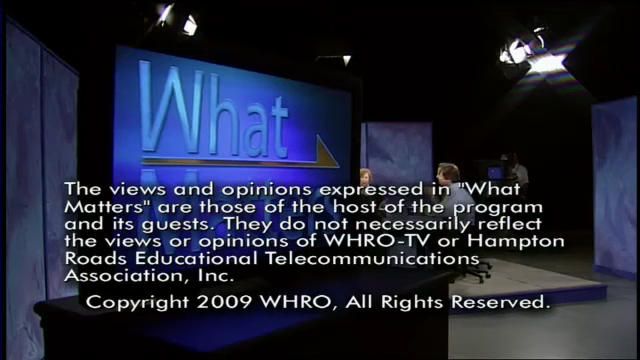 What
The views and opinions expressed in "What
Matters" are those of the host of the program
and its guests. They do not necessarily reflect
the views or opinions of WHRO-TV or Hampton
Roads Educational Telecommunications
Association, Inc.
Copyright 2009 WHRO, All Rights Reserved.